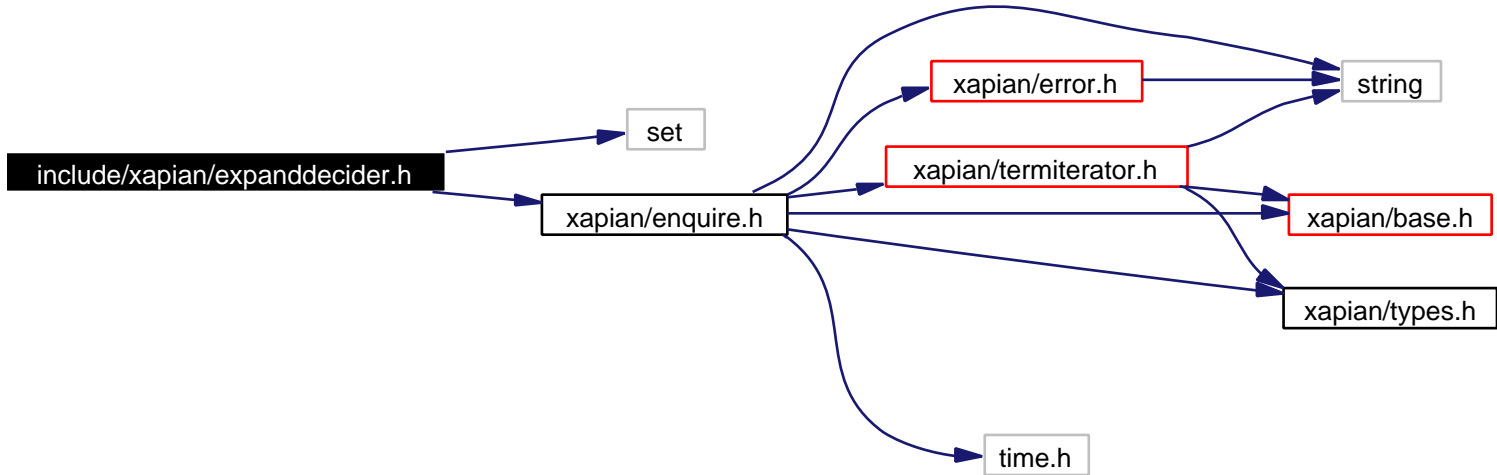 include/xapian/expanddecider.h
set
xapian/enquire.h
xapian/error.h
xapian/termiterator.h
string
xapian/base.h
xapian/types.h
time.h